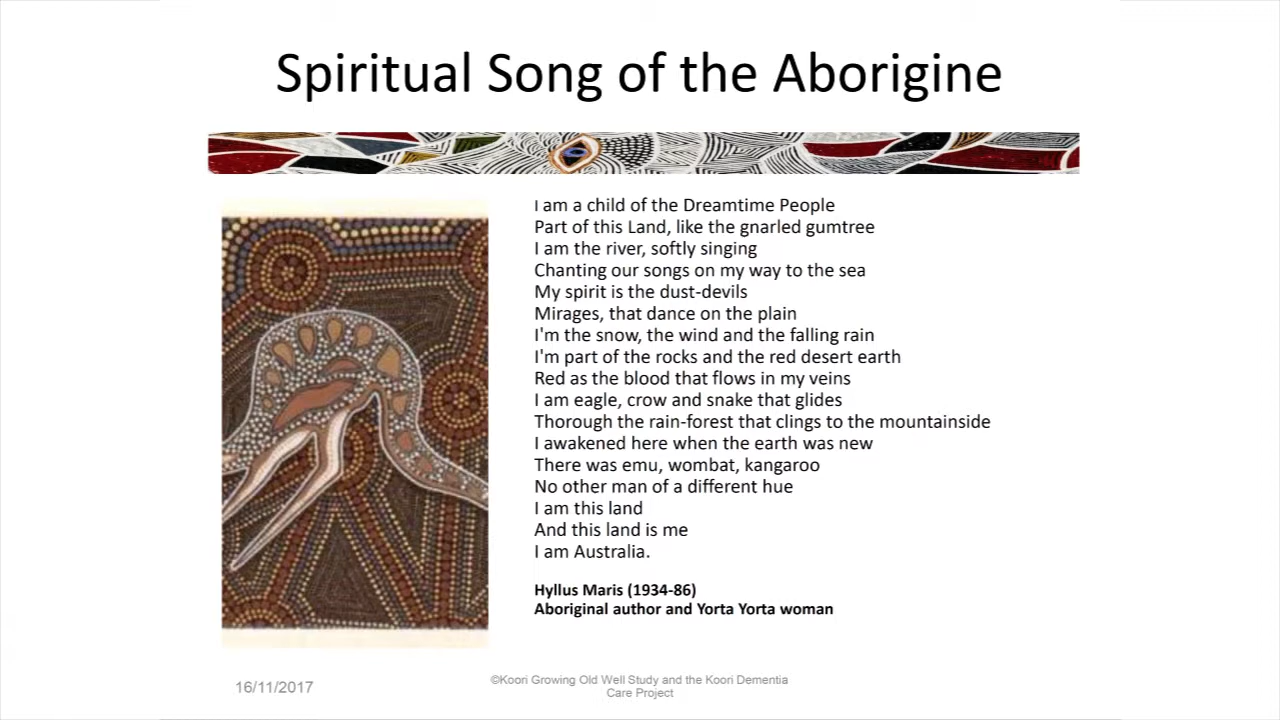 Spiritual Song of the Aborigine
I am a child of the Dreamtime People
Part of this Land, like the gnarled gumtree
I am the river, softly singing
Chanting our songs on my way to the sea
My spirit is the dust-devils
Mirages, that dance on the plain
I'm the snow, the wind and the falling rain
I'm part of the rocks and the red desert earth
Red as the blood that flows in my veins
I am eagle, crow and snake that glides
Thorough the rain-forest that clings to the mountainside
I awakened here when the earth was new
There was emu, wombat, kangaroo
No other man of a different hue
I am this land
And this land is me
I am Australia.
Hyllus Maris (1934-86)
Aboriginal author and Yorta Yorta woman
16/11/2017
©Koori Growing Old Well Study and the Koori Dementia
Care Project